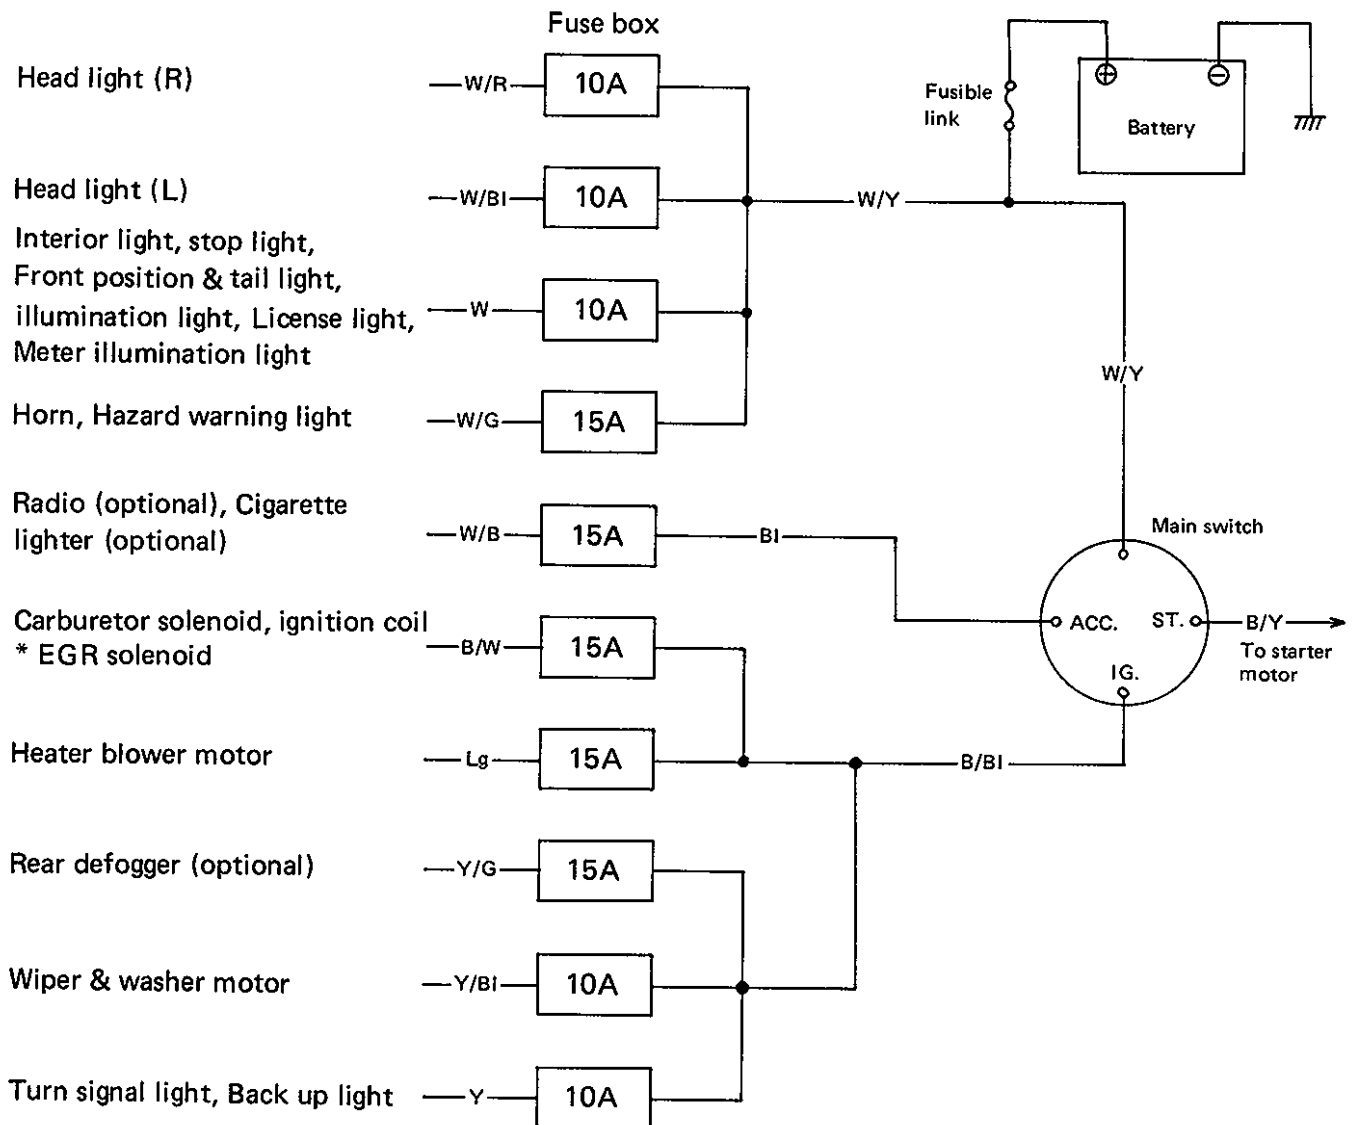 Fuse box
Head light (R)
W/R
10A
Fusible
link
Battery
Head light (L)
W/Bl
10A
W/Y
Interior light, stop light,
Front position & tail light,
illumination light, License light,
Meter illumination light
W
10A
W/Y
Horn, Hazard warning light
W/G
15A
Radio (optional), Cigarette
lighter (optional)
W/B
15A
Bl
Main switch
ACC.
ST.
IG.
B/Y
To starter
motor
Carburetor solenoid, ignition coil
* EGR solenoid
B/W
15A
Heater blower motor
Lg
15A
B/Bl
Rear defogger (optional)
Y/G
15A
Wiper & washer motor
Y/Bl
10A
Turn signal light, Back up light
Y
10A